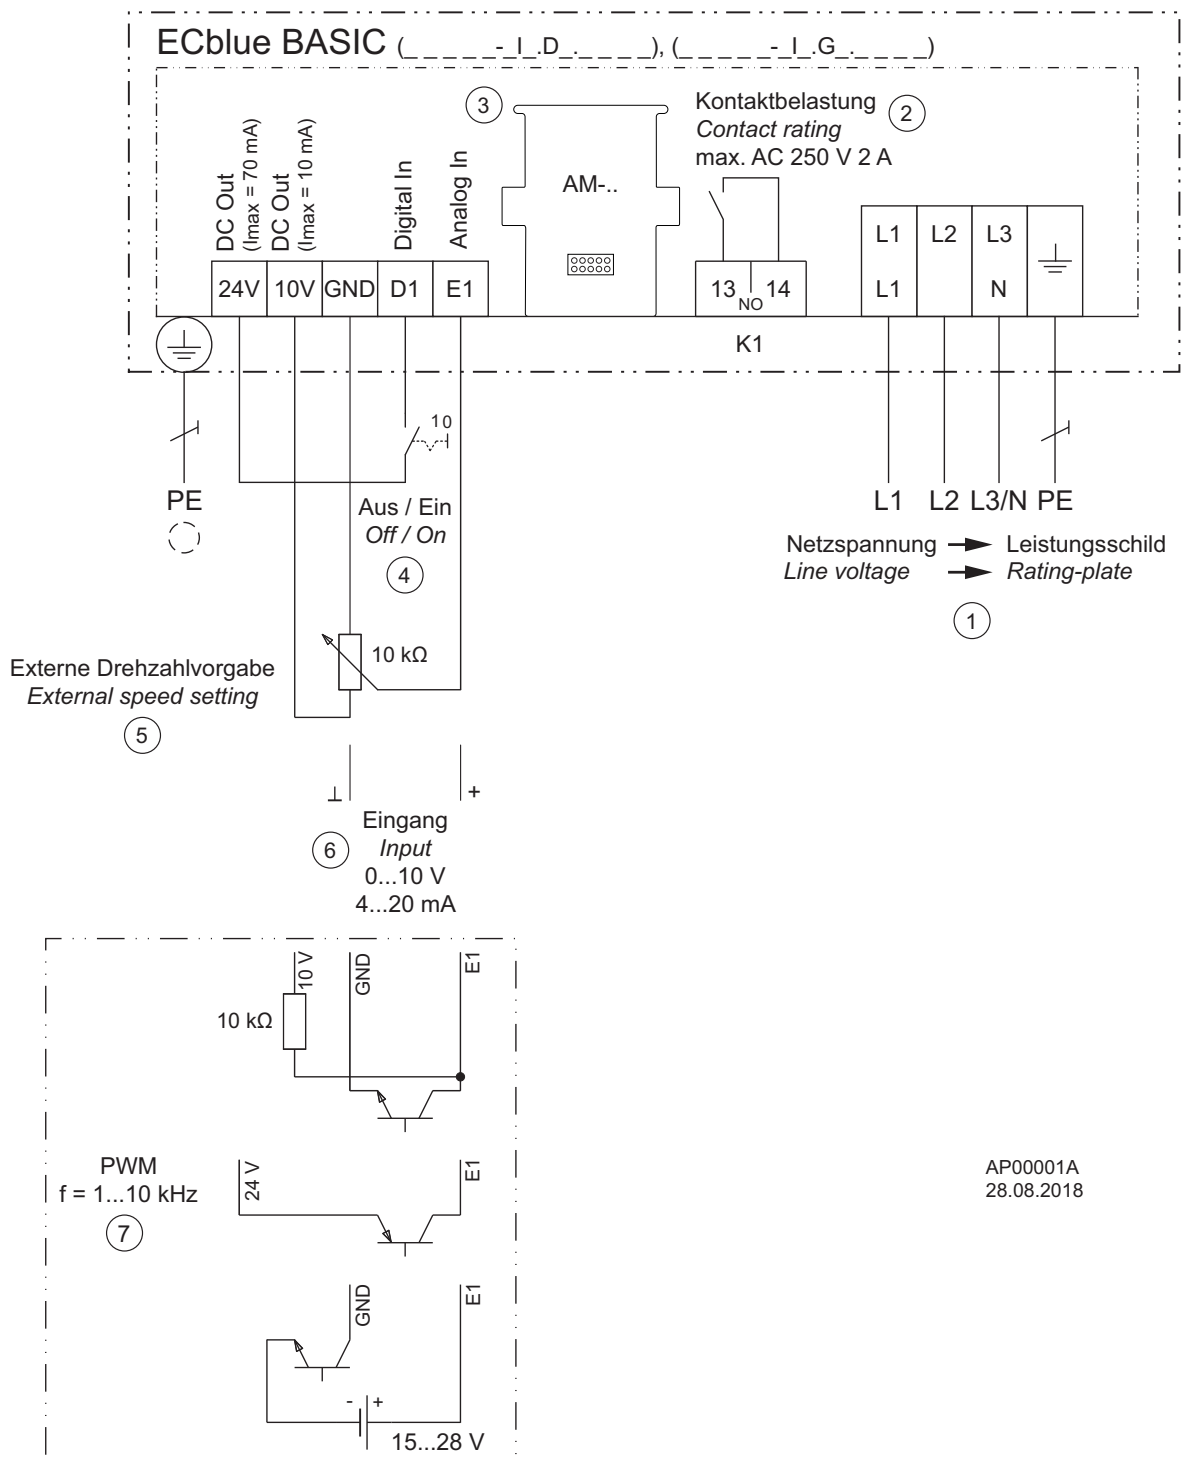 ECblue BASIC (_ _ _ _ _ _- I_.D_._ _ _ _ _), (_ _ _ _ _ _- I_.G_._ _ _ _ _)
3
Kontaktbelastung
Contact rating
max. AC 250 V 2 A
2
DC Out
(Imax = 70 mA)
DC Out
(Imax = 10 mA)
Digital In
Analog In
AM-..
L1 L2 L3
24V 10V GND D1 E1
13 NO 14
L1 N
K1
10
PE
Aus / Ein
Off / On
4
L1 L2 L3/N PE
Netzspannung Leistungsschild
Line voltage Rating-plate
1
10 kΩ
Externe Drehzahlvorgabe
External speed setting
5
⊥ +
6
Eingang
Input
0...10 V
4...20 mA
10 V GND E1
10 kΩ
PWM
f = 1...10 kHz
7
24 V E1
AP00001A
28.08.2018
GND E1
- +
15...28 V